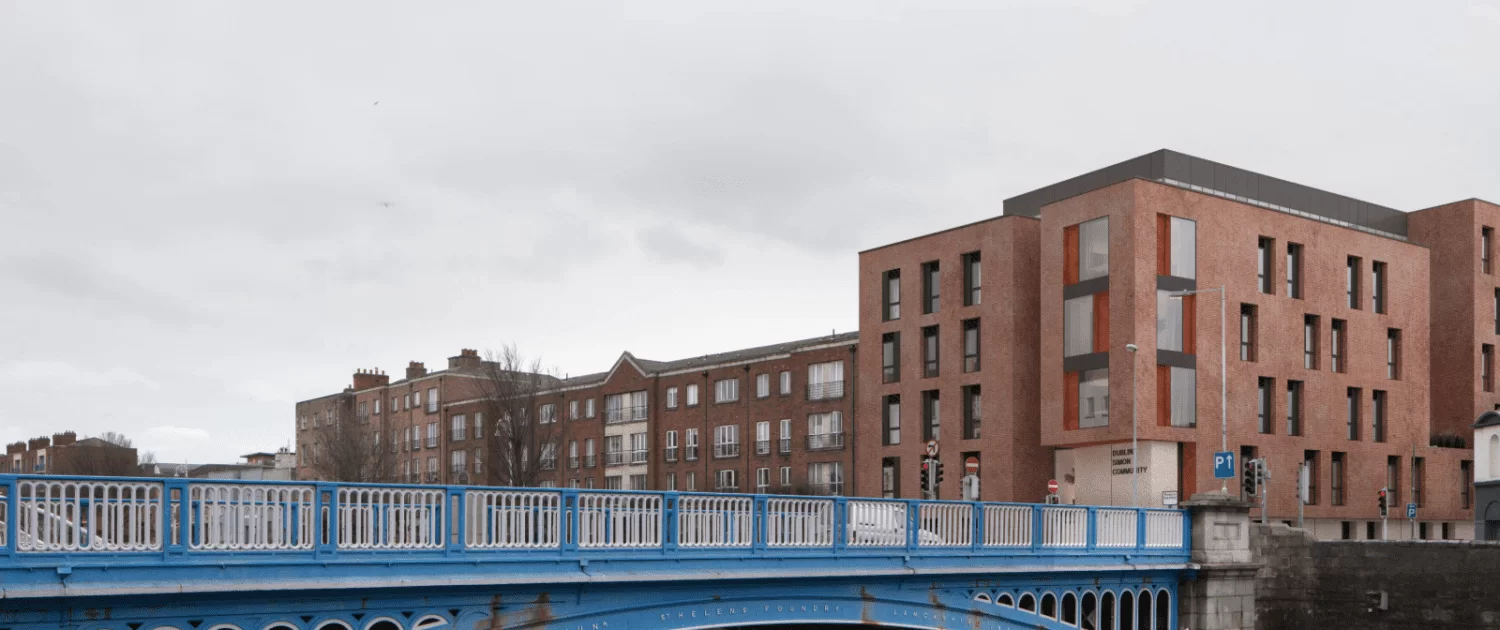 DUBLIN
SIMON
COMMUNITY
P
P
ST HELENS FOUNDRY